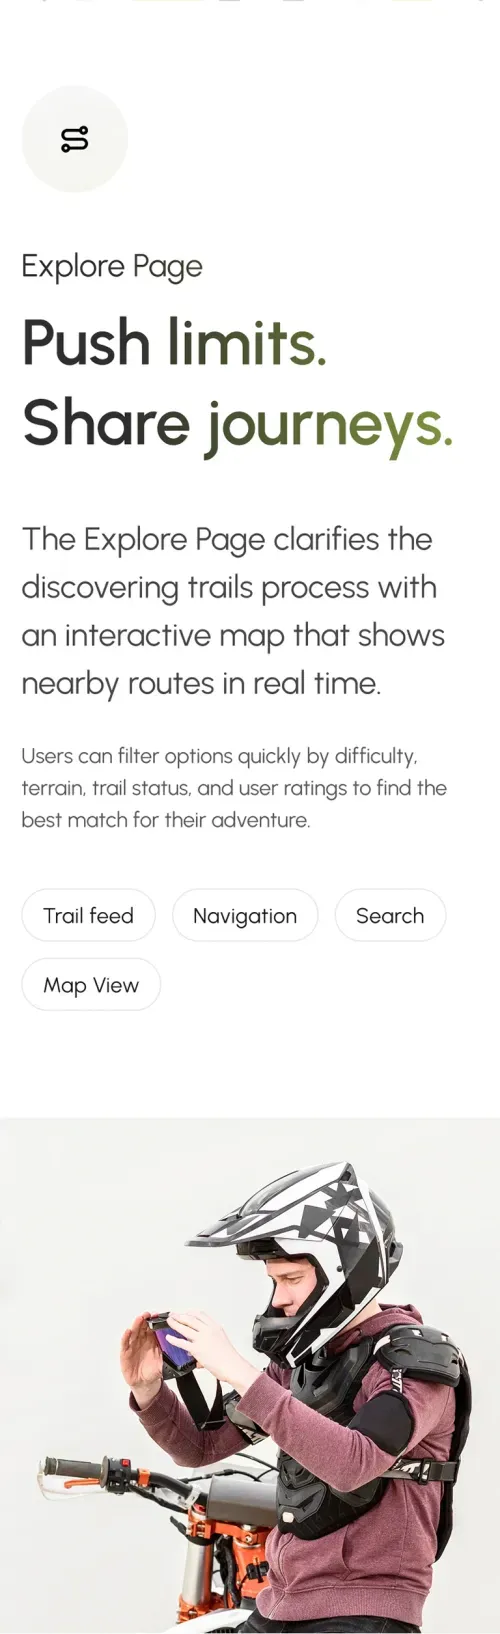 Explore Page
Push limits.
Share journeys.
The Explore Page clarifies the
discovering trails process with
an interactive map that shows
nearby routes in real time.
Users can filter options quickly by difficulty,
terrain, trail status, and user ratings to find the
best match for their adventure.
Trail feed
Navigation
Search
Map View